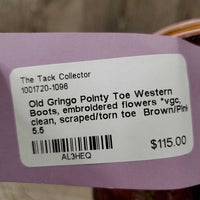 The Tack Collector
1001720-1096
Old Gringo Pointy Toe Western
Boots, embroidered flowers *vgc,
clean, scraped/torn toe Brown/Pink
5.5
$115.00
AL3HEQ